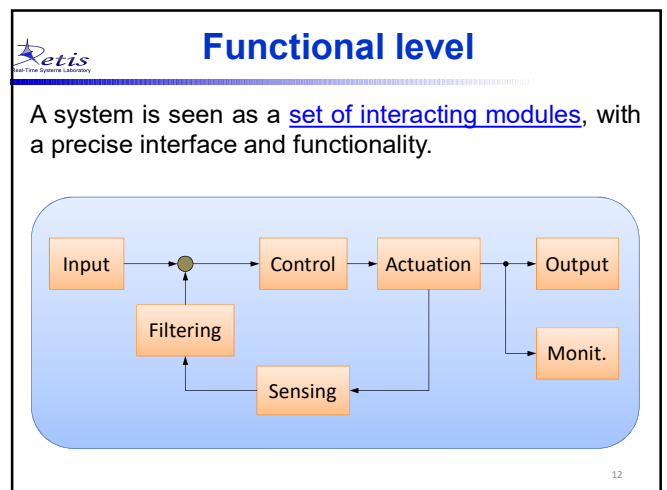 Functional level
Retis
Real-Time Systems Laboratory
A system is seen as a set of interacting modules, with
a precise interface and functionality.
Input
Control
Actuation
Output
Filtering
Monit.
Sensing
12